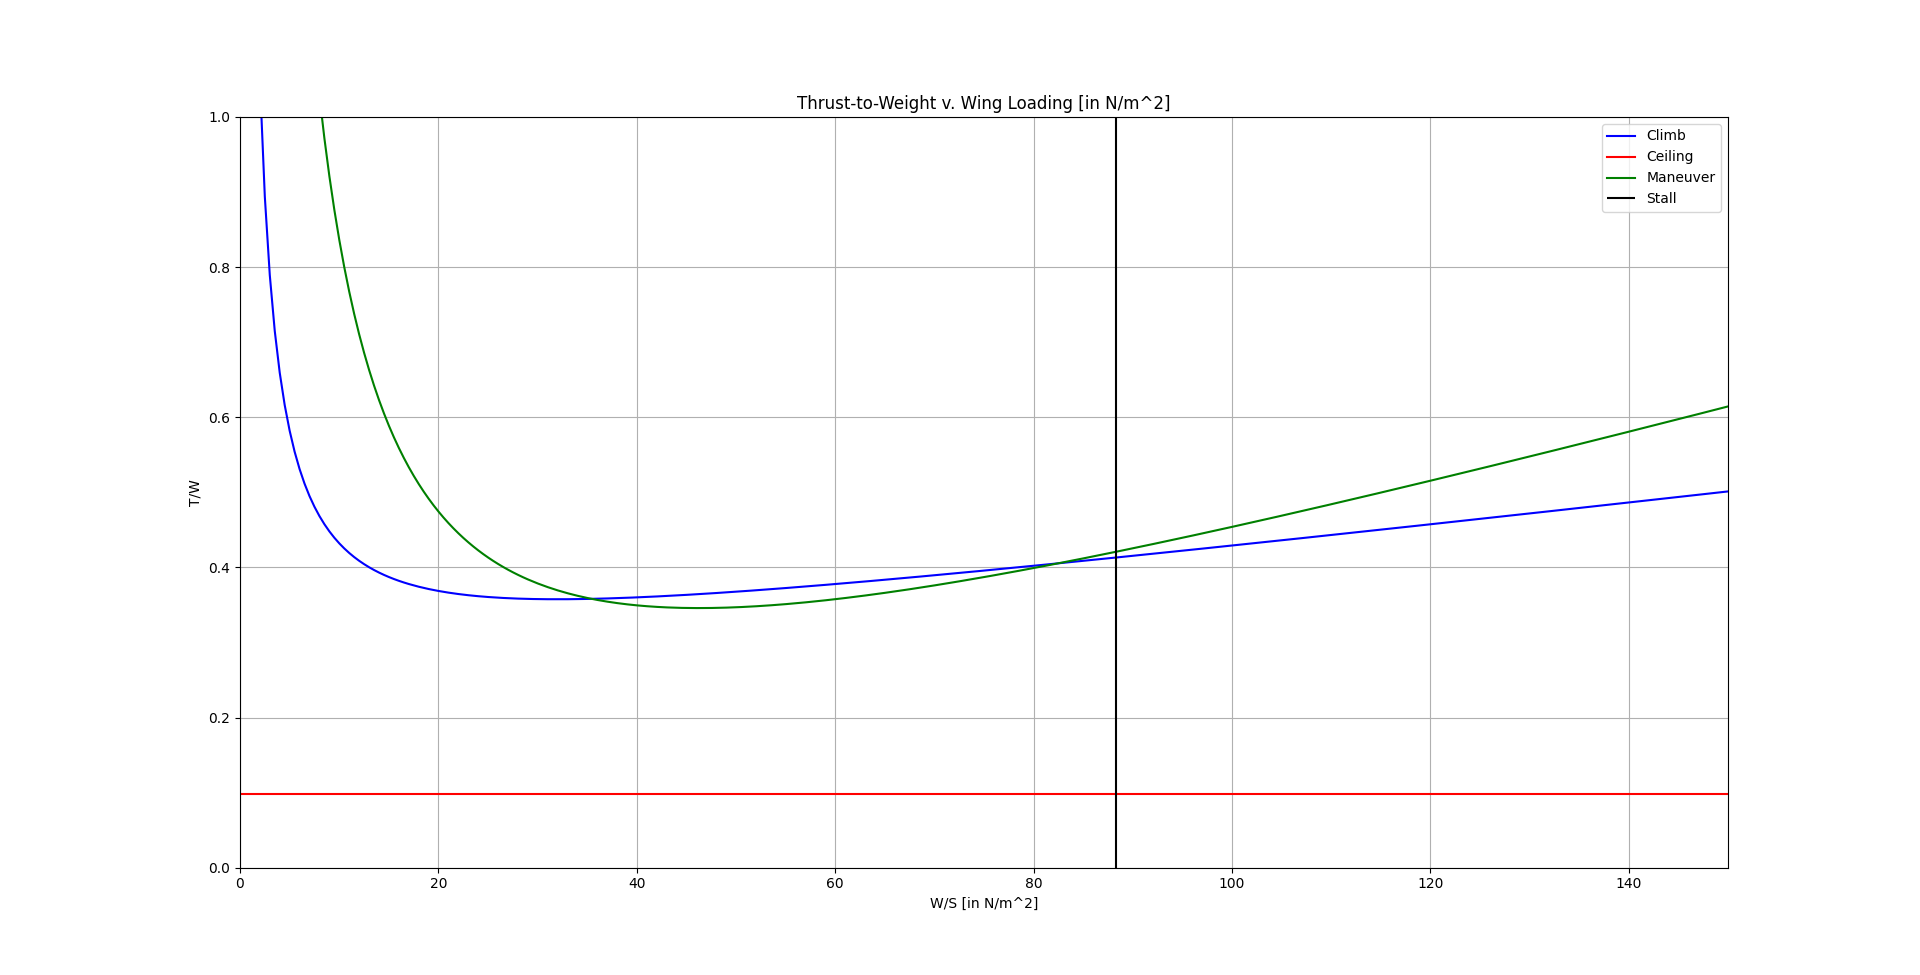 Thrust-to-Weight v. Wing Loading [in N/m^2]
1.0
0.8
0.6
0.4
0.2
0.0
T/W
Climb
Ceiling
Maneuver
Stall
0 20 40 60 80 100 120 140
W/S [in N/m^2]